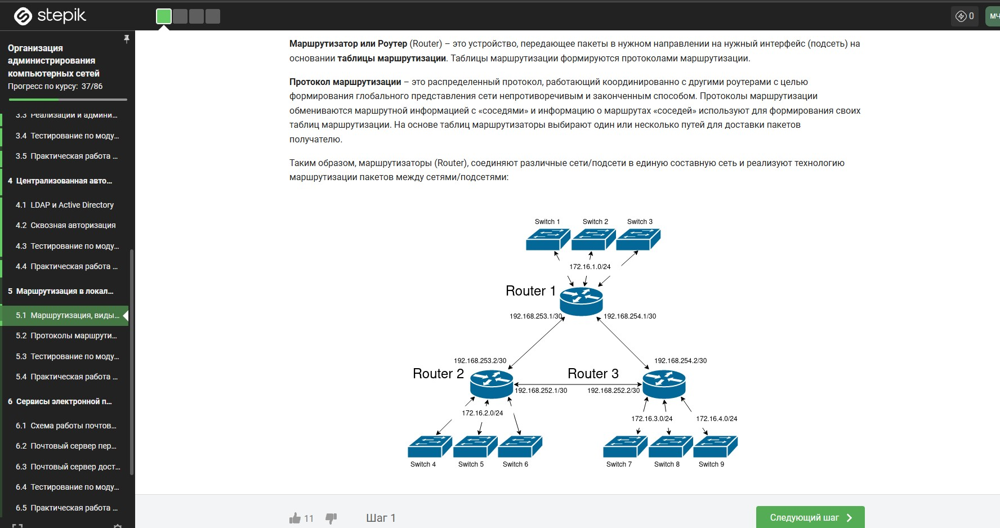 stepik
0
МЧ
Организация
администрирования
компьютерных сетей
Прогресс по курсу: 37/86
3.3 Реализации и админи...
3.4 Тестирование по моду...
3.5 Практическая работа ...
4 Централизованная авто...
4.1 LDAP и Active Directory
4.2 Сквозная авторизация
4.3 Тестирование по моду...
4.4 Практическая работа ...
5 Маршрутизация в локал...
5.1 Маршрутизация, виды...
5.2 Протоколы маршрути...
5.3 Тестирование по моду...
5.4 Практическая работа ...
6 Сервисы электронной п...
6.1 Схема работы почтов...
6.2 Почтовый сервер пер...
6.3 Почтовый сервер дост...
6.4 Тестирование по моду...
6.5 Практическая работа ...
Маршрутизатор или Роутер (Router) – это устройство, передающее пакеты в нужном направлении на нужный интерфейс (подсеть) на
основании таблицы маршрутизации. Таблицы маршрутизации формируются протоколами маршрутизации.
Протокол маршрутизации – это распределенный протокол, работающий координированно с другими роутерами с целью
формирования глобального представления сети непротиворечивым и законченным способом. Протоколы маршрутизации
обмениваются маршрутной информацией с «соседями» и информацию о маршрутах «соседей» используют для формирования своих
таблиц маршрутизации. На основе таблиц маршрутизаторы выбирают один или несколько путей для доставки пакетов
получателю.
Таким образом, маршрутизаторы (Router), соединяют различные сети/подсети в единую составную сеть и реализуют технологию
маршрутизации пакетов между сетями/подсетями:
Switch 1 Switch 2 Switch 3
172.16.1.0/24
Router 1
192.168.253.1/30 192.168.254.1/30
192.168.253.2/30 192.168.254.2/30
Router 2 Router 3
192.168.252.1/30 192.168.252.2/30
172.16.2.0/24 172.16.3.0/24 172.16.4.0/24
Switch 4 Switch 5 Switch 6 Switch 7 Switch 8 Switch 9
11 Шаг 1 Следующий шаг